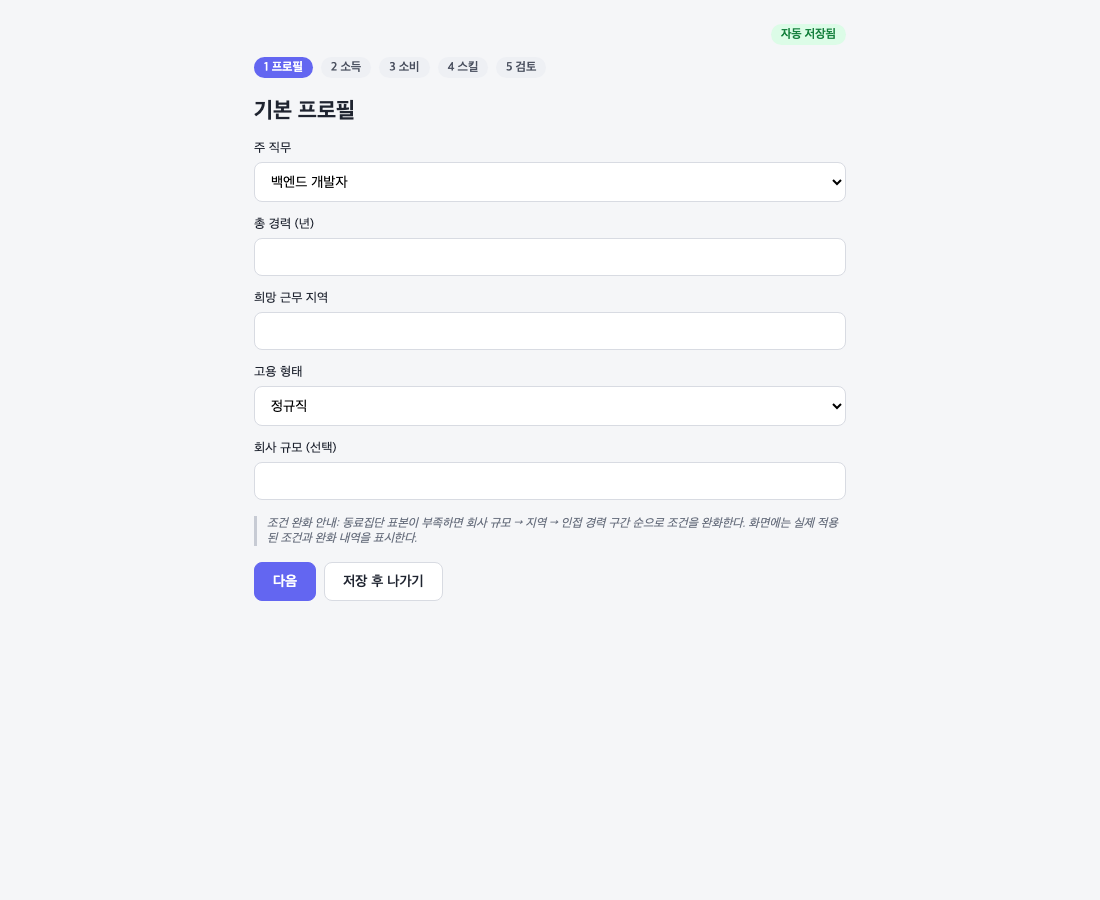 자동 저장됨
1 프로필 2 소득 3 소비 4 스킬 5 검토
기본 프로필
주 직무
백엔드 개발자
총 경력 (년)
희망 근무 지역
고용 형태
정규직
회사 규모 (선택)
조건 완화 안내: 동료집단 표본이 부족하면 회사 규모 → 지역 → 인접 경력 구간 순으로 조건을 완화한다. 화면에는 실제 적용
된 조건과 완화 내역을 표시한다.
다음 저장 후 나가기